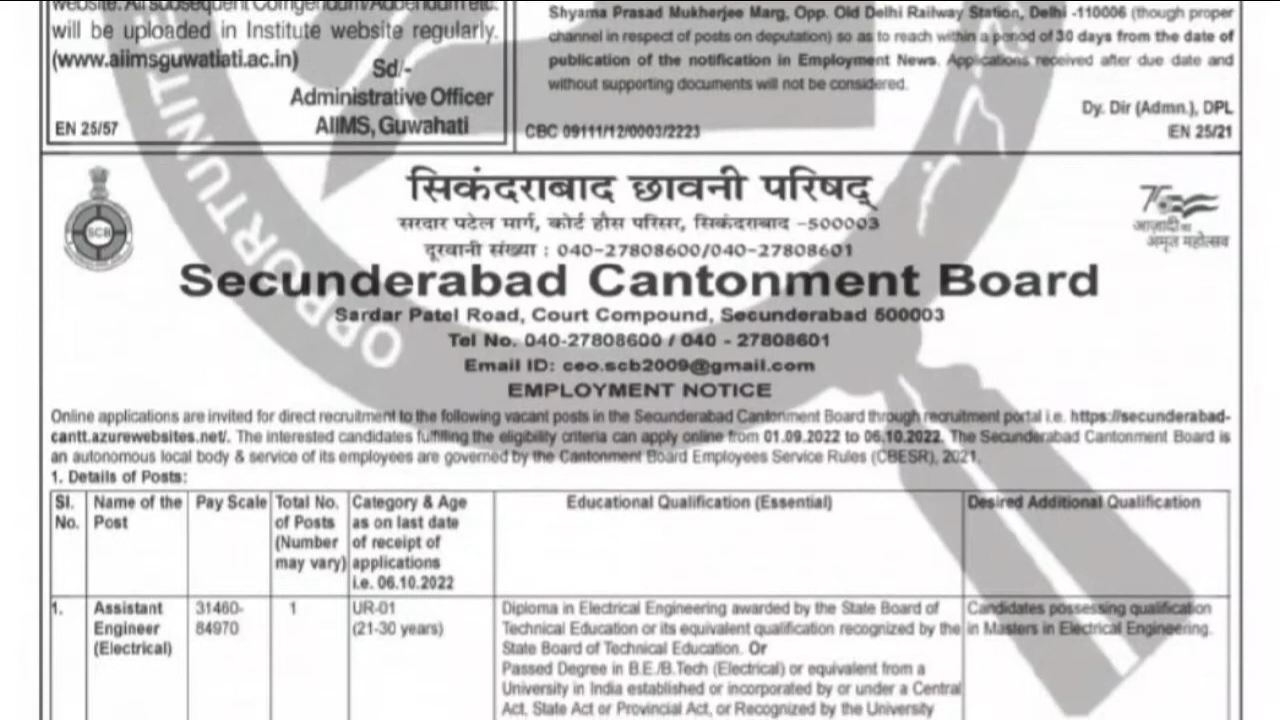 website. All subsequent Corrigendum/Addendum etc.
will be uploaded in Institute website regularly.
(www.aiimsguwatiati.ac.in)
Sd/-
Administrative Officer
AIIMS, Guwahati
EN 25/57
Shyama Prasad Mukherjee Marg, Opp. Old Delhi Railway Station, Delhi -110006 (though proper
channel in respect of posts on deputation) so as to reach within a period of 30 days from the date of
publication of the notification in Employment News. Applications received after due date and
without supporting documents will not be considered.
Dy. Dir (Admn.), DPL
CBC 09111/12/0003/2223
EN 25/21
OPPORTUNITIE
SCB
सिकंदराबाद छावनी परिषद्
सरदार पटेल मार्ग, कोर्ट हौस परिसर, सिकंदराबाद –500003
दूरवानी संख्या : 040-27808600/040-27808601
75
आज़ादी का
अमृत महोत्सव
Secunderabad Cantonment Board
Sardar Patel Road, Court Compound, Secunderabad 500003
Tel No. 040-27808600 / 040 - 27808601
Email ID: ceo.scb2009@gmail.com
EMPLOYMENT NOTICE
Online applications are invited for direct recruitment to the following vacant posts in the Secunderabad Cantonment Board through recruitment portal i.e. https://secunderabad-
cantt.azurewebsites.net/. The interested candidates fulfilling the eligibility criteria can apply online from 01.09.2022 to 06.10.2022. The Secunderabad Cantonment Board is
an autonomous local body & service of its employees are governed by the Cantonment Board Employees Service Rules (CBESR), 2021.
1. Details of Posts:
Sl. No.
Name of the Post
Pay Scale
Total No. of Posts (Number may vary)
Category & Age as on last date of receipt of applications i.e. 06.10.2022
Educational Qualification (Essential)
Desired Additional Qualification
1.
Assistant Engineer (Electrical)
31460-84970
1
UR-01
(21-30 years)
Diploma in Electrical Engineering awarded by the State Board of
Technical Education or its equivalent qualification recognized by the
State Board of Technical Education. Or
Passed Degree in B.E./B.Tech (Electrical) or equivalent from a
University in India established or incorporated by or under a Central
Act, State Act or Provincial Act, or Recognized by the University
Candidates possessing qualification
in Masters in Electrical Engineering.